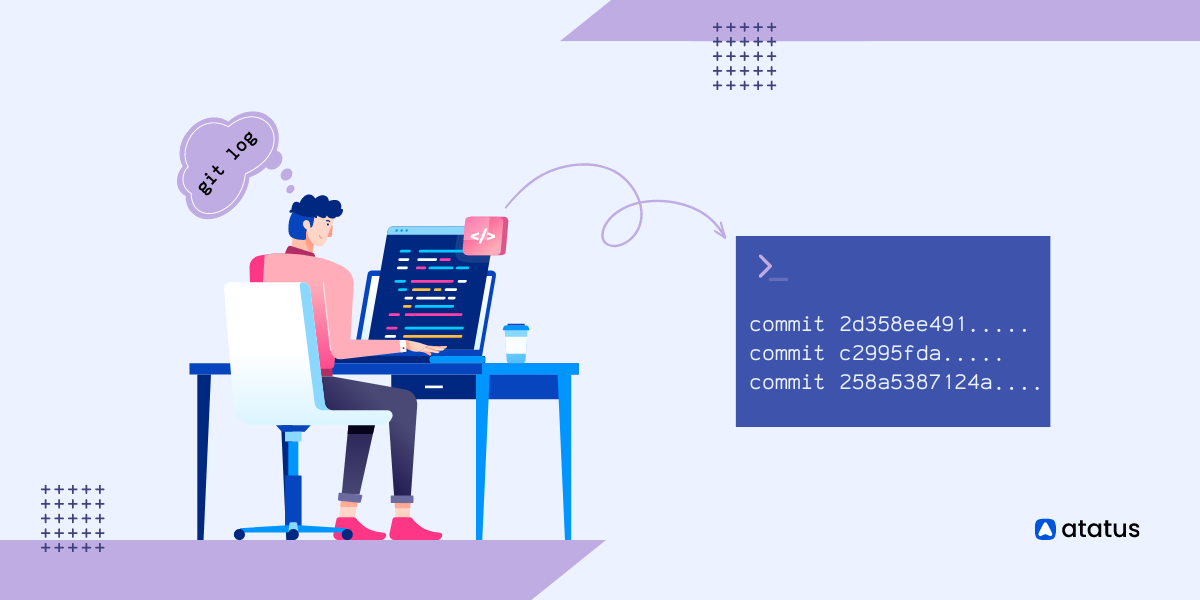 git log
</>
>_
commit 2d358ee491.....
commit c2995fda.....
commit 258a5387124a....
atatus